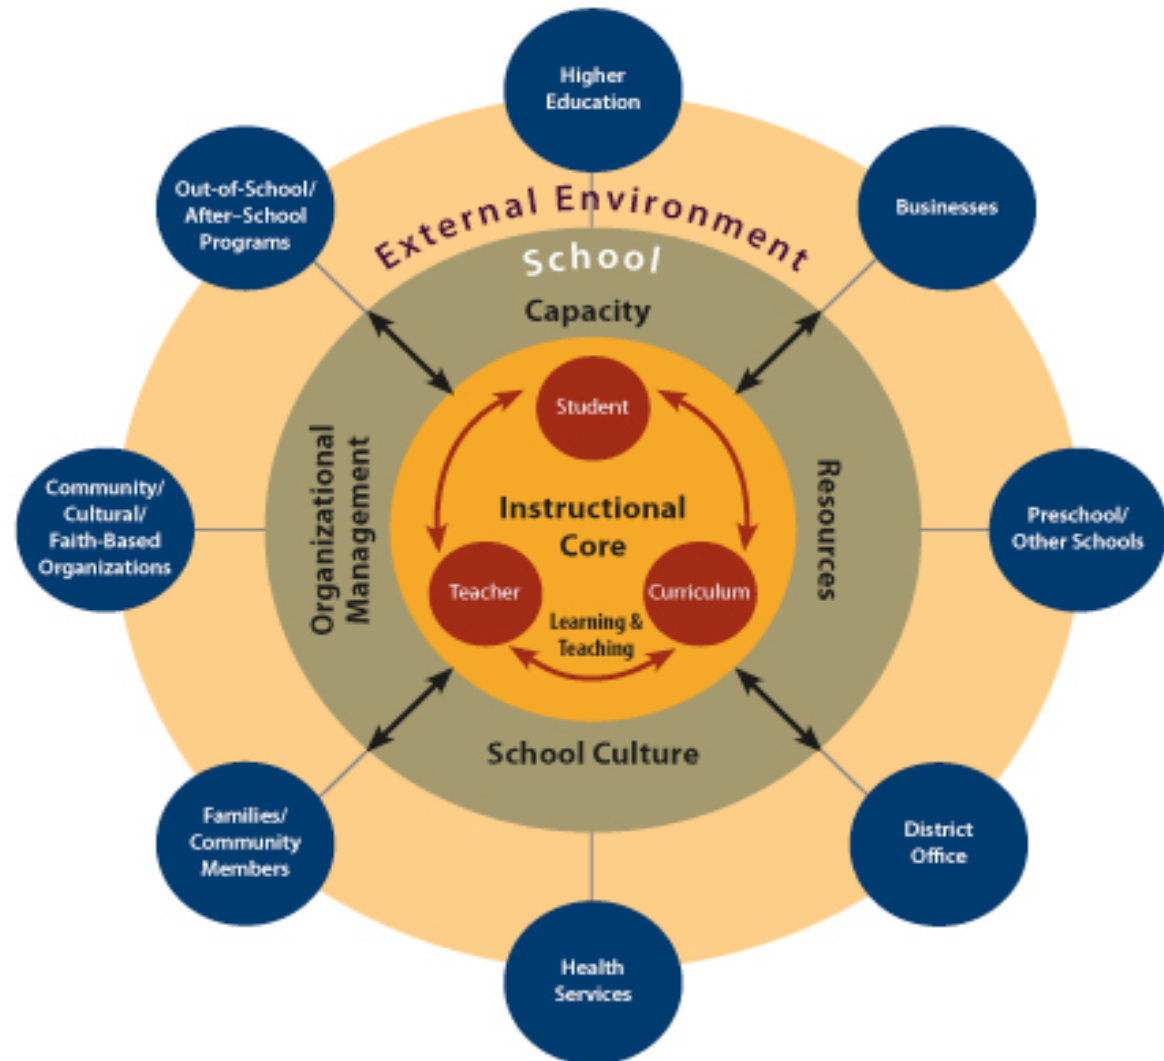 Higher
Education
Out-of-School/
After–School
Programs
Businesses
External Environment
School
Capacity
Student
Organizational
Management
Resources
Community/
Cultural/
Faith-Based
Organizations
Instructional
Core
Preschool/
Other Schools
Teacher
Curriculum
Learning &
Teaching
School Culture
Families/
Community
Members
District
Office
Health
Services